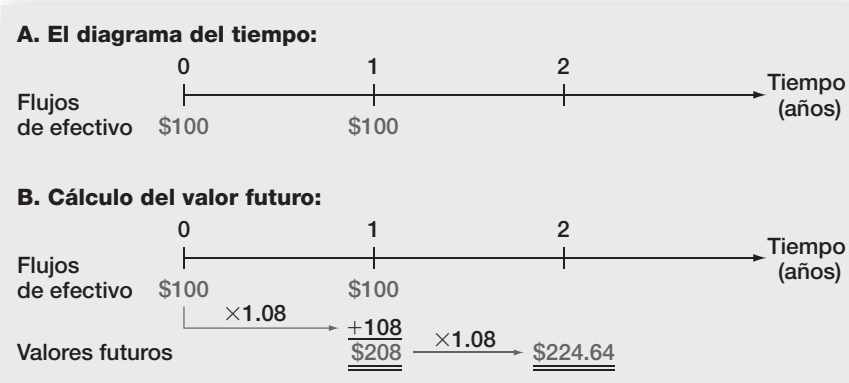 A. El diagrama del tiempo:
0 1 2
Tiempo
(años)
Flujos
de efectivo $100 $100
B. Cálculo del valor futuro:
0 1 2
Tiempo
(años)
Flujos
de efectivo $100 $100
×1.08
+108
×1.08
Valores futuros $208 $224.64